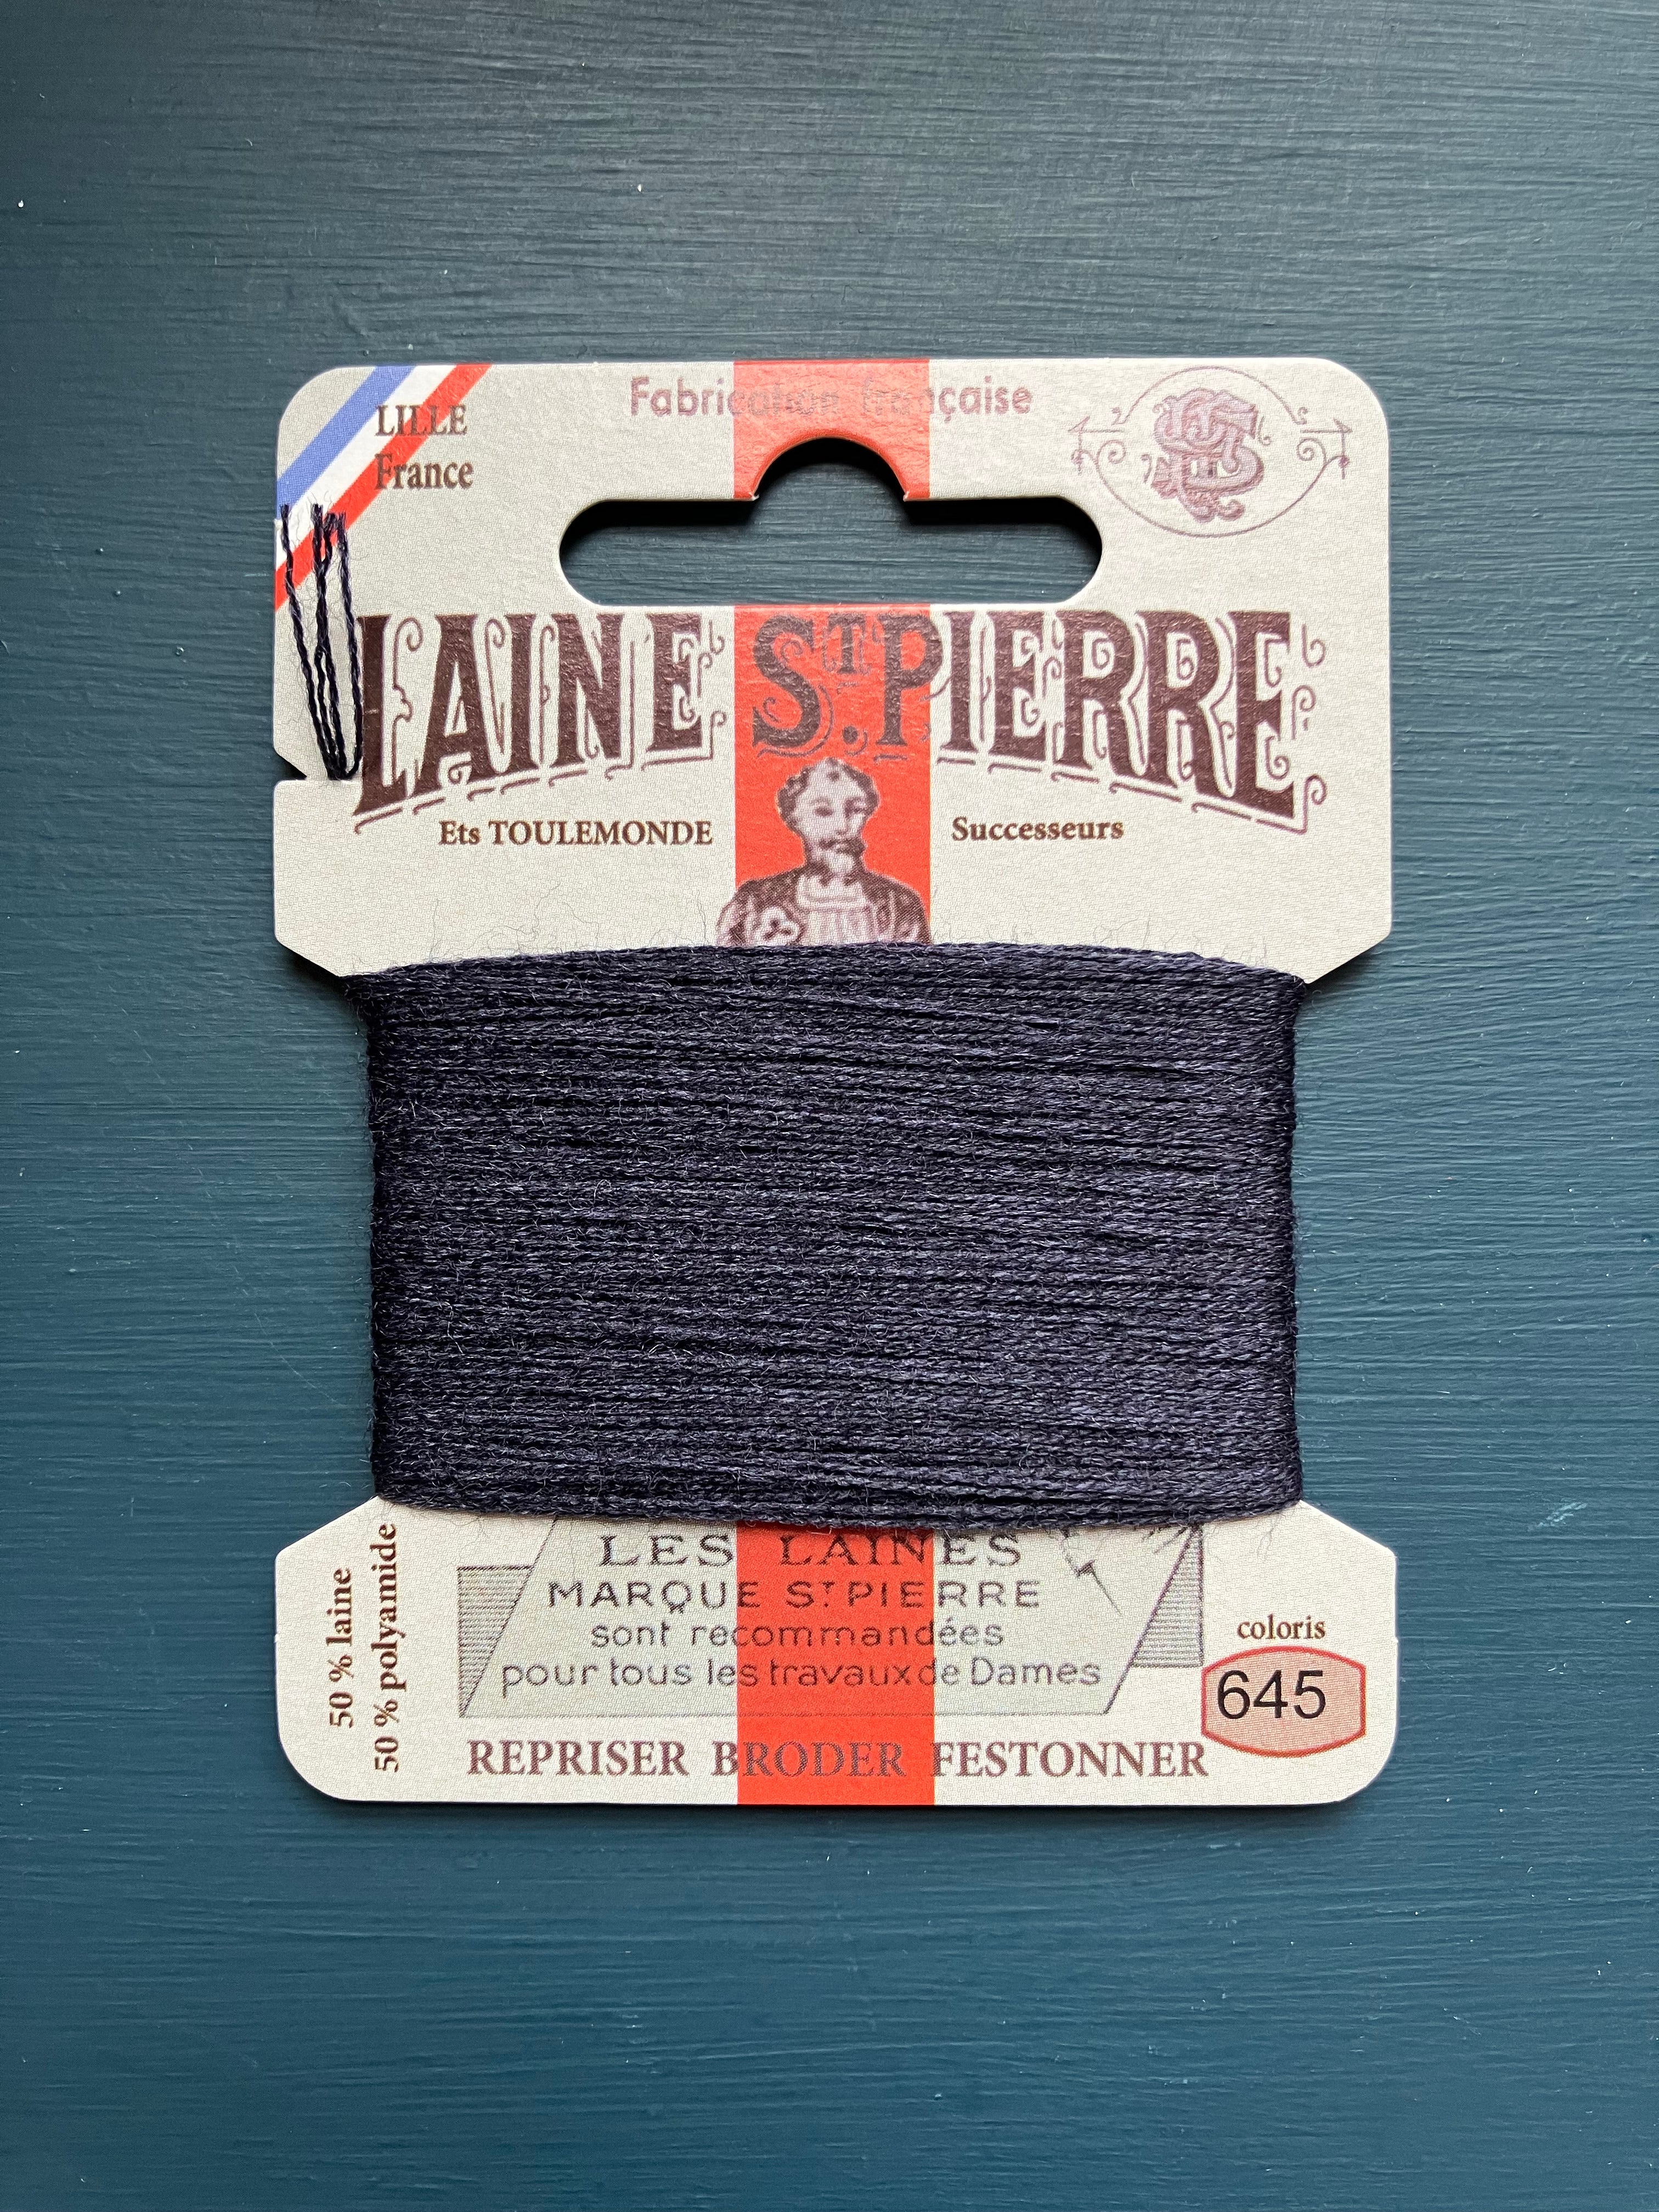 Fabrication française
LILLE
France
LAINE ST. PIERRE
Ets TOULEMONDE Successeurs
50 % laine
50 % polyamide
LES LAINES
MARQUE ST PIERRE
sont recommandées
pour tous les travaux de Dames
coloris
645
REPRISER BRODER FESTONNER